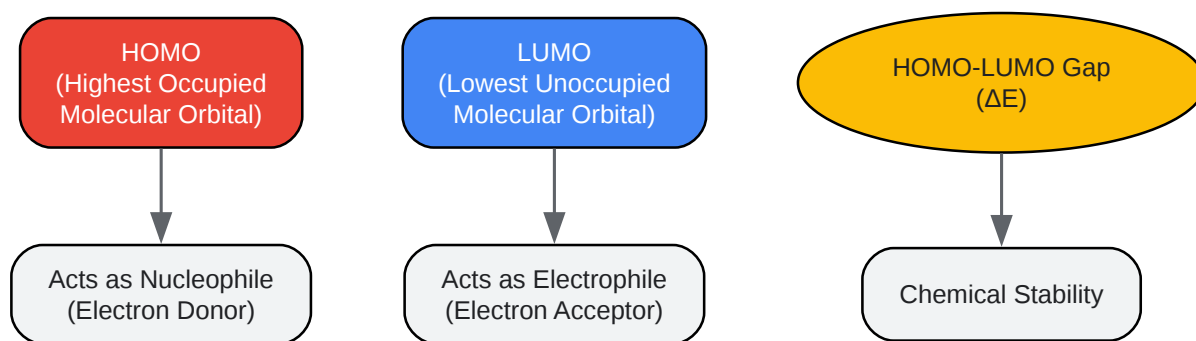 HOMO
(Highest Occupied
Molecular Orbital)
LUMO
(Lowest Unoccupied
Molecular Orbital)
HOMO-LUMO Gap
(ΔE)
Acts as Nucleophile
(Electron Donor)
Acts as Electrophile
(Electron Acceptor)
Chemical Stability